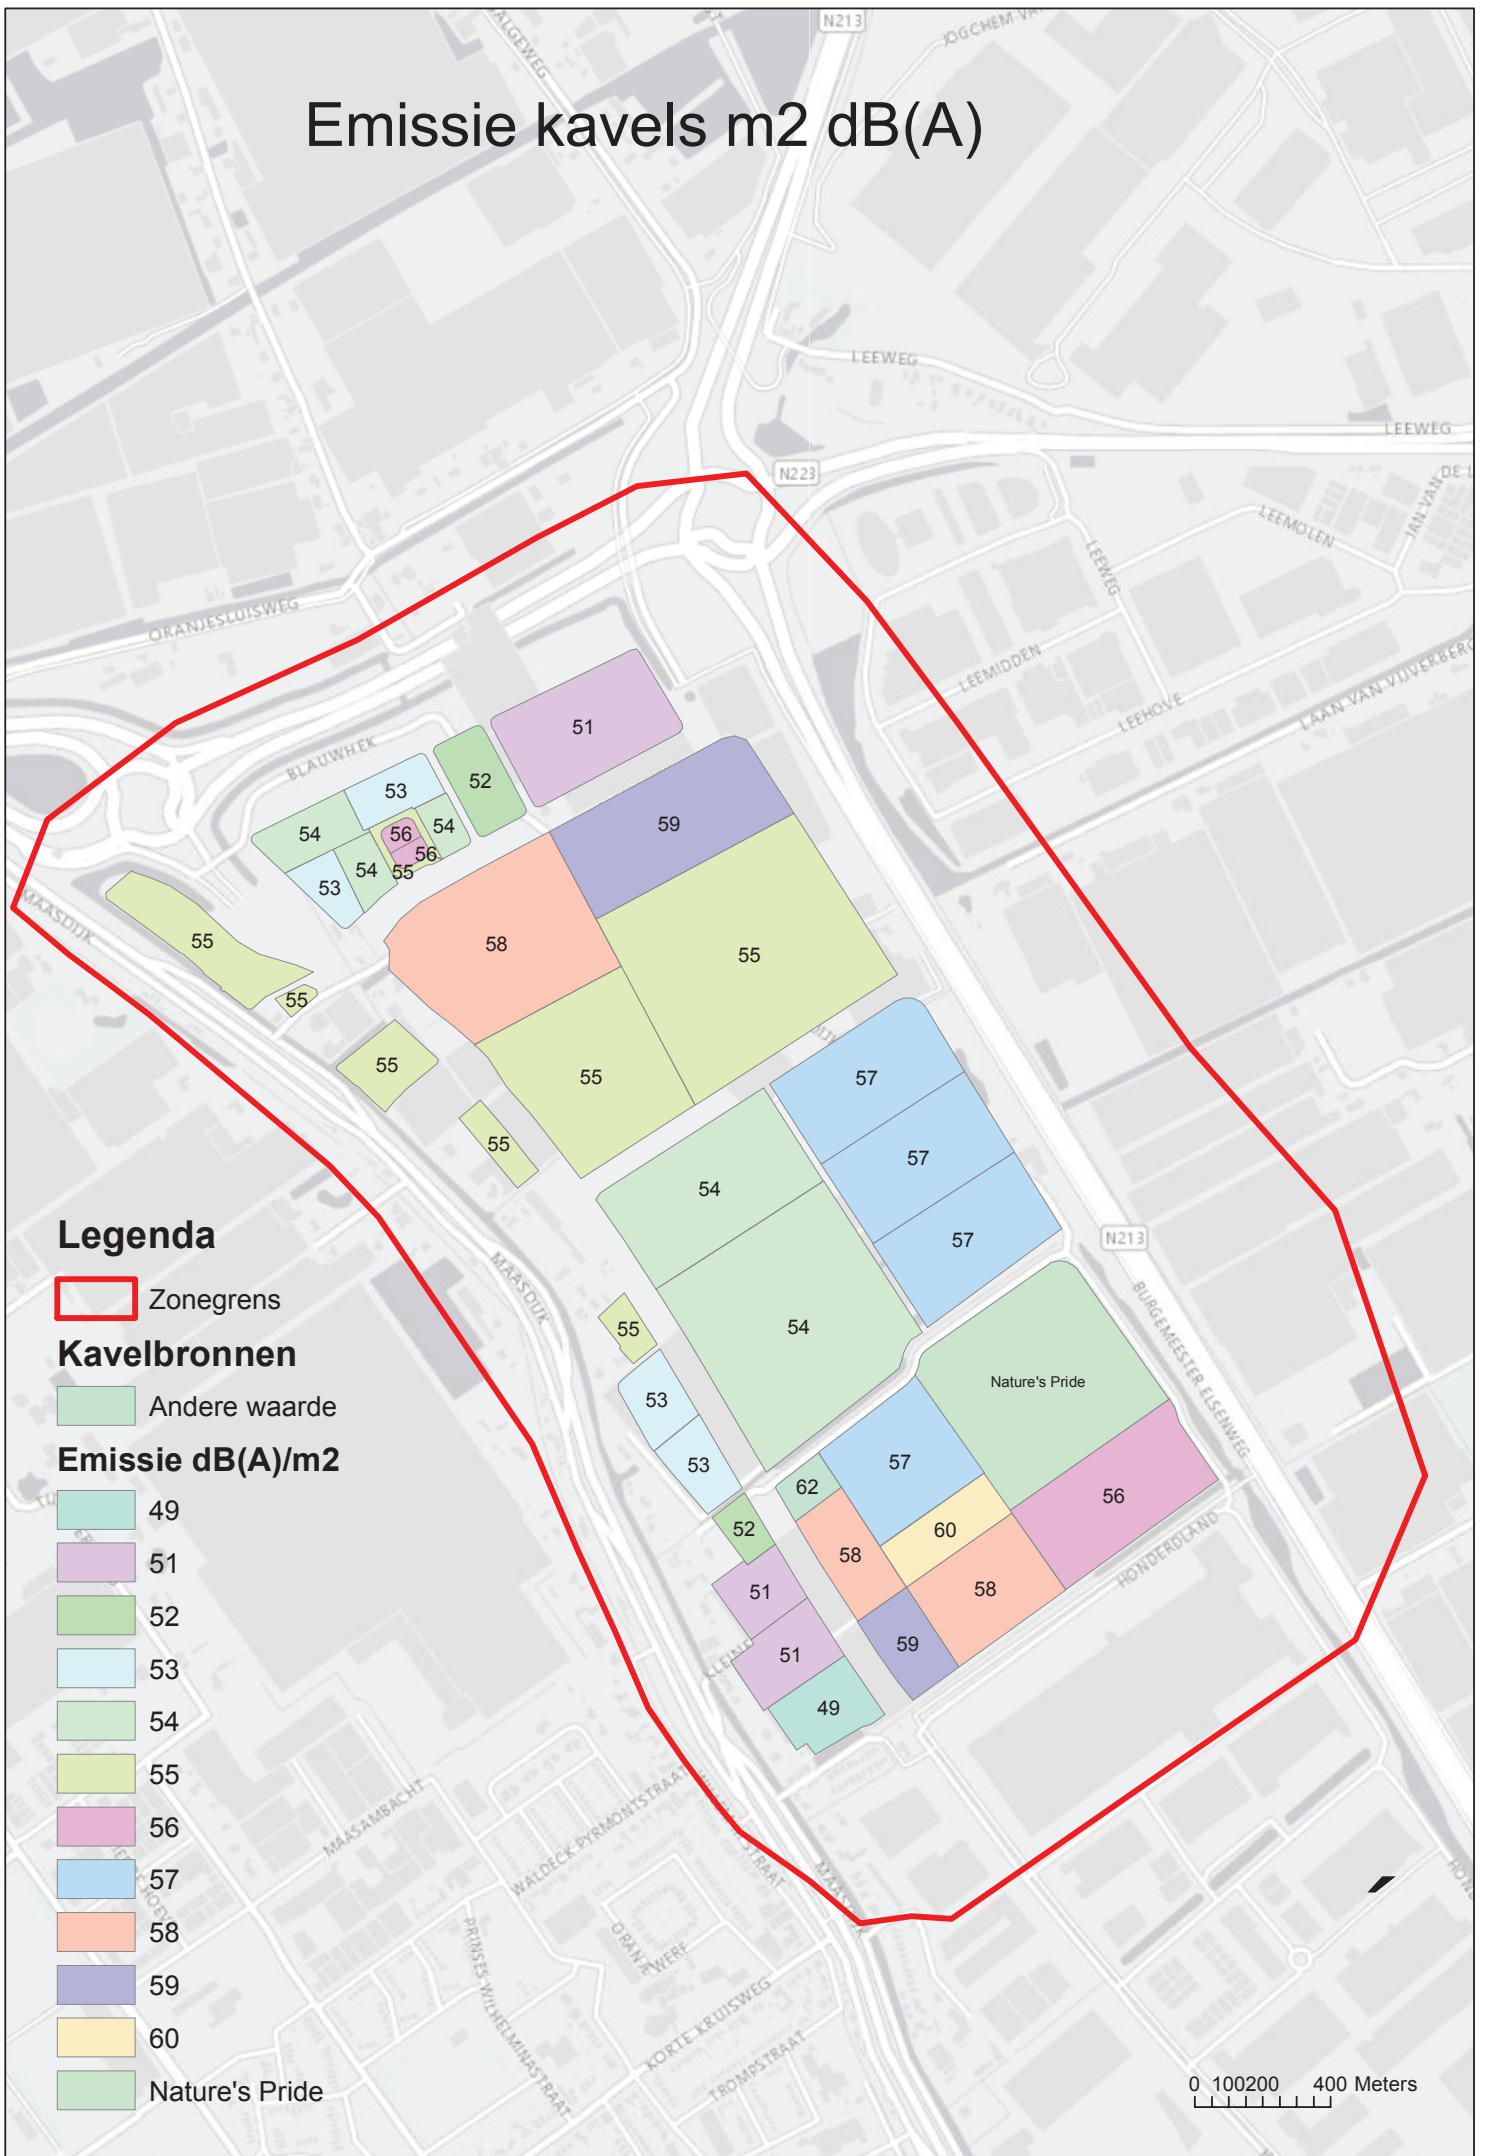 N213
JOGCHEM VAN
ALGEWEG
Emissie kavels m2 dB(A)
LEEWEG
LEEWEG
N223
DE L
JAN VAN
LEEMOLEN
LEEWEG
ORANJESLUISWEG
LEEMIDDEN
LEEHOVE
LAAN VAN VIJVERBERG
BLAUWHEK
51
52
53
54
54
56
56
55
54
53
59
58
55
55
MAASDIJK
55
55
55
55
DIJK
57
57
57
54
54
N213
BURGEMEESTER ELSENWEG
MAASDIJK
55
53
53
Nature's Pride
57
62
60
56
58
58
59
52
51
51
49
HONDERDLAND
KLEINE
Legenda
Zonegrens
Kavelbronnen
Andere waarde
Emissie dB(A)/m2
49
51
52
53
54
55
56
57
58
59
60
Nature's Pride
MAASAMBACHT
WALDECK PYRMONTSTRAAT
MAASDIJK
ORANJEWERF
PRINSES WILHELMINASTRAAT
KORTE KRUISWEG
TROMPSTRAAT
0 100200 400 Meters